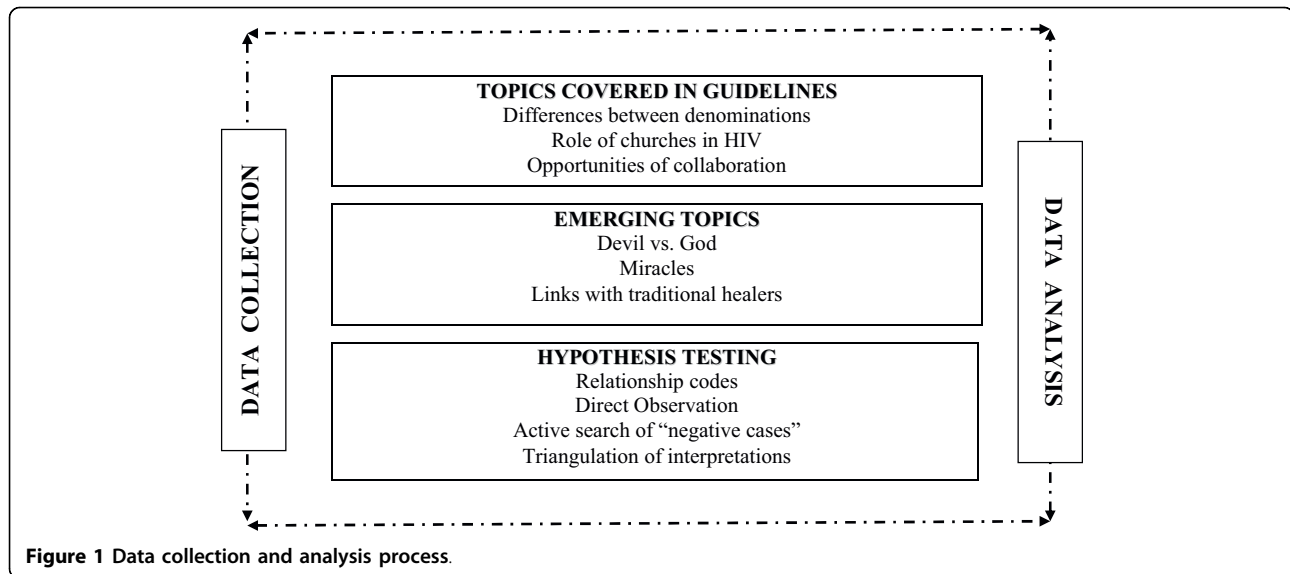 TOPICS COVERED IN GUIDELINES
Differences between denominations
Role of churches in HIV
Opportunities of collaboration
DATA COLLECTION
EMERGING TOPICS
Devil vs. God
Miracles
Links with traditional healers
DATA ANALYSIS
HYPOTHESIS TESTING
Relationship codes
Direct Observation
Active search of “negative cases”
Triangulation of interpretations
Figure 1 Data collection and analysis process.